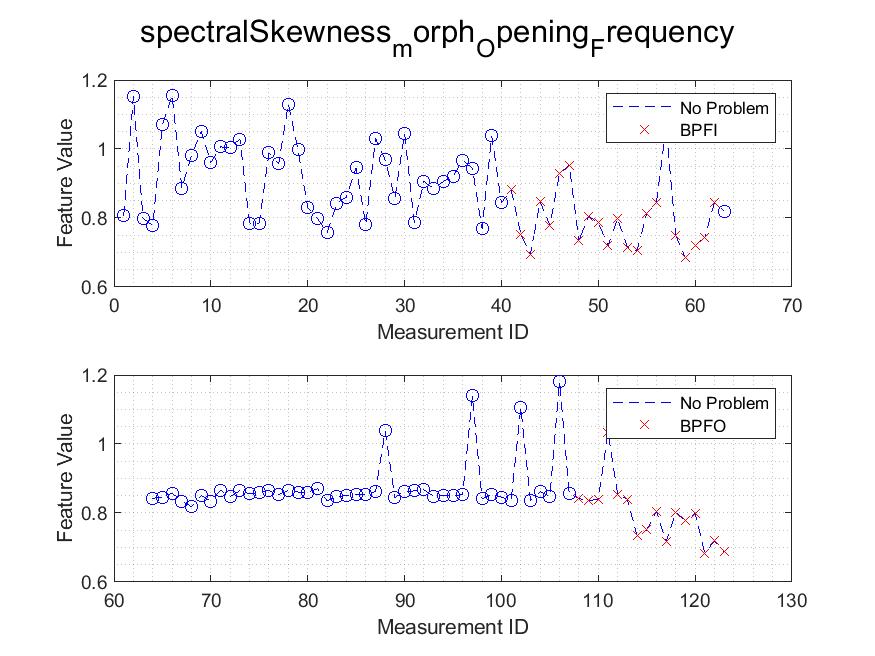 spectralSkewness_morph_Opening_Frequency
1.2
1
0.8
0.6
Feature Value
No Problem
BPFI
0 10 20 30 40 50 60 70
Measurement ID
1.2
1
0.8
0.6
Feature Value
No Problem
BPFO
60 70 80 90 100 110 120 130
Measurement ID